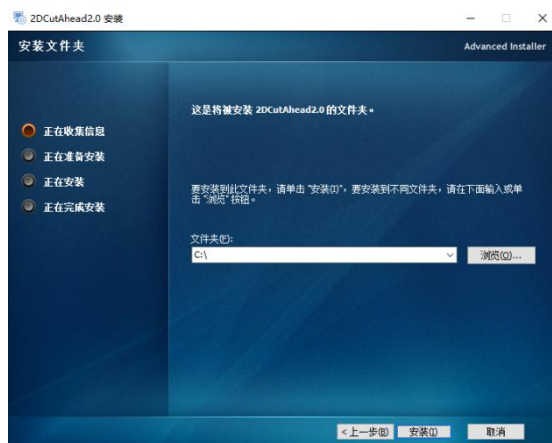 2DCutAhead2.0 安装
安装文件夹
Advanced Installer
这是将被安装 2DCutAhead2.0 的文件夹。
正在收集信息
正在准备安装
正在安装
正在完成安装
要安装到此文件夹，请单击 "安装(I)"，要安装到不同文件夹，请在下面输入或单
击 "浏览" 按钮。
文件夹(F):
C:\
浏览(O)...
<上一步(B)
安装(I)
取消